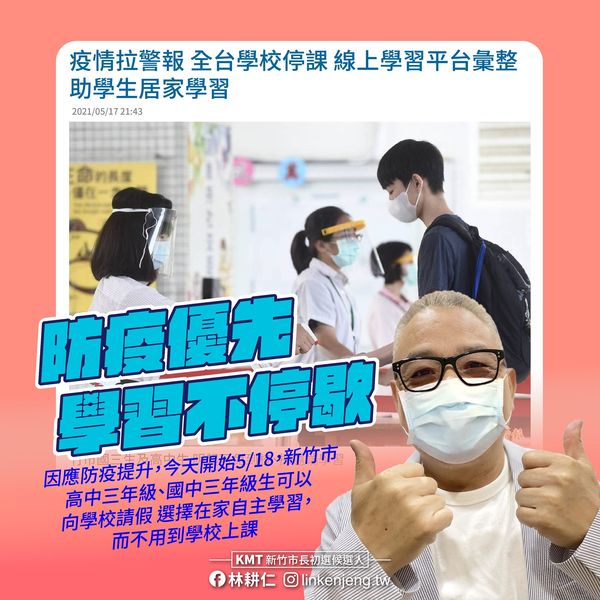 疫情拉警報 全台學校停課 線上學習平台彙整
助學生居家學習
2021/05/17 21:43
防疫優先
學習不停歇
因應防疫提升，今天開始5/18，新竹市
高中三年級、國中三年級生可以
向學校請假 選擇在家自主學習，
而不用到學校上課
KMT 新竹市長初選候選人
林耕仁 linkenjeng.tw